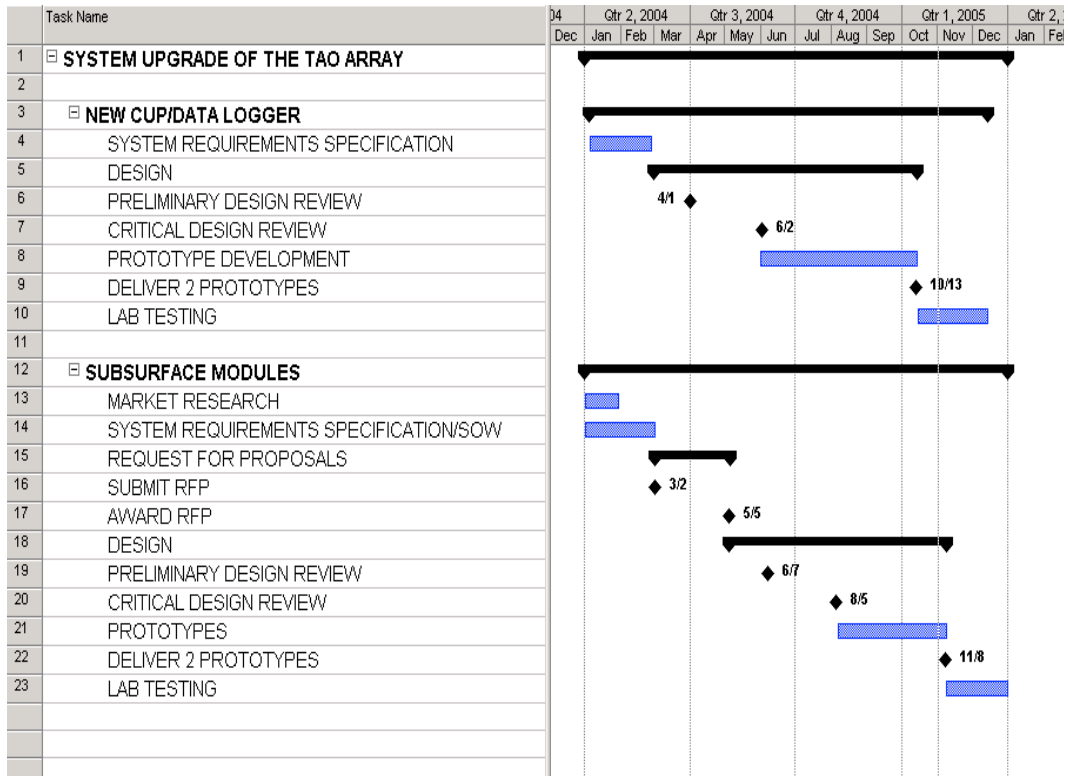 Task Name
04 Qtr 2, 2004 Qtr 3, 2004 Qtr 4, 2004 Qtr 1, 2005 Qtr 2,
Dec Jan Feb Mar Apr May Jun Jul Aug Sep Oct Nov Dec Jan Fe
1 SYSTEM UPGRADE OF THE TAO ARRAY
2
3 NEW CUP/DATA LOGGER
4 SYSTEM REQUIREMENTS SPECIFICATION
5 DESIGN
6 PRELIMINARY DESIGN REVIEW 4/1
7 CRITICAL DESIGN REVIEW 6/2
8 PROTOTYPE DEVELOPMENT
9 DELIVER 2 PROTOTYPES 10/13
10 LAB TESTING
11
12 SUBSURFACE MODULES
13 MARKET RESEARCH
14 SYSTEM REQUIREMENTS SPECIFICATION/SOW
15 REQUEST FOR PROPOSALS
16 SUBMIT RFP 3/2
17 AWARD RFP 5/5
18 DESIGN
19 PRELIMINARY DESIGN REVIEW 6/7
20 CRITICAL DESIGN REVIEW 8/5
21 PROTOTYPES
22 DELIVER 2 PROTOTYPES 11/8
23 LAB TESTING